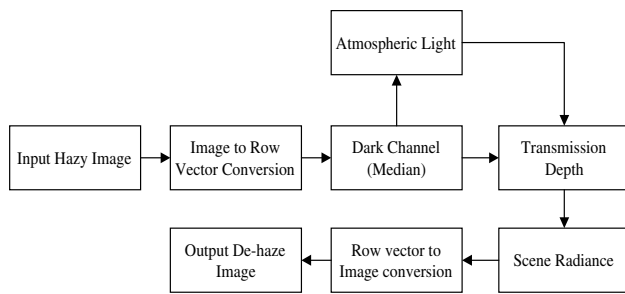 Atmospheric Light
Input Hazy Image
Image to Row
Vector Conversion
Dark Channel
(Median)
Transmission
Depth
Output De-haze
Image
Row vector to
Image conversion
Scene Radiance